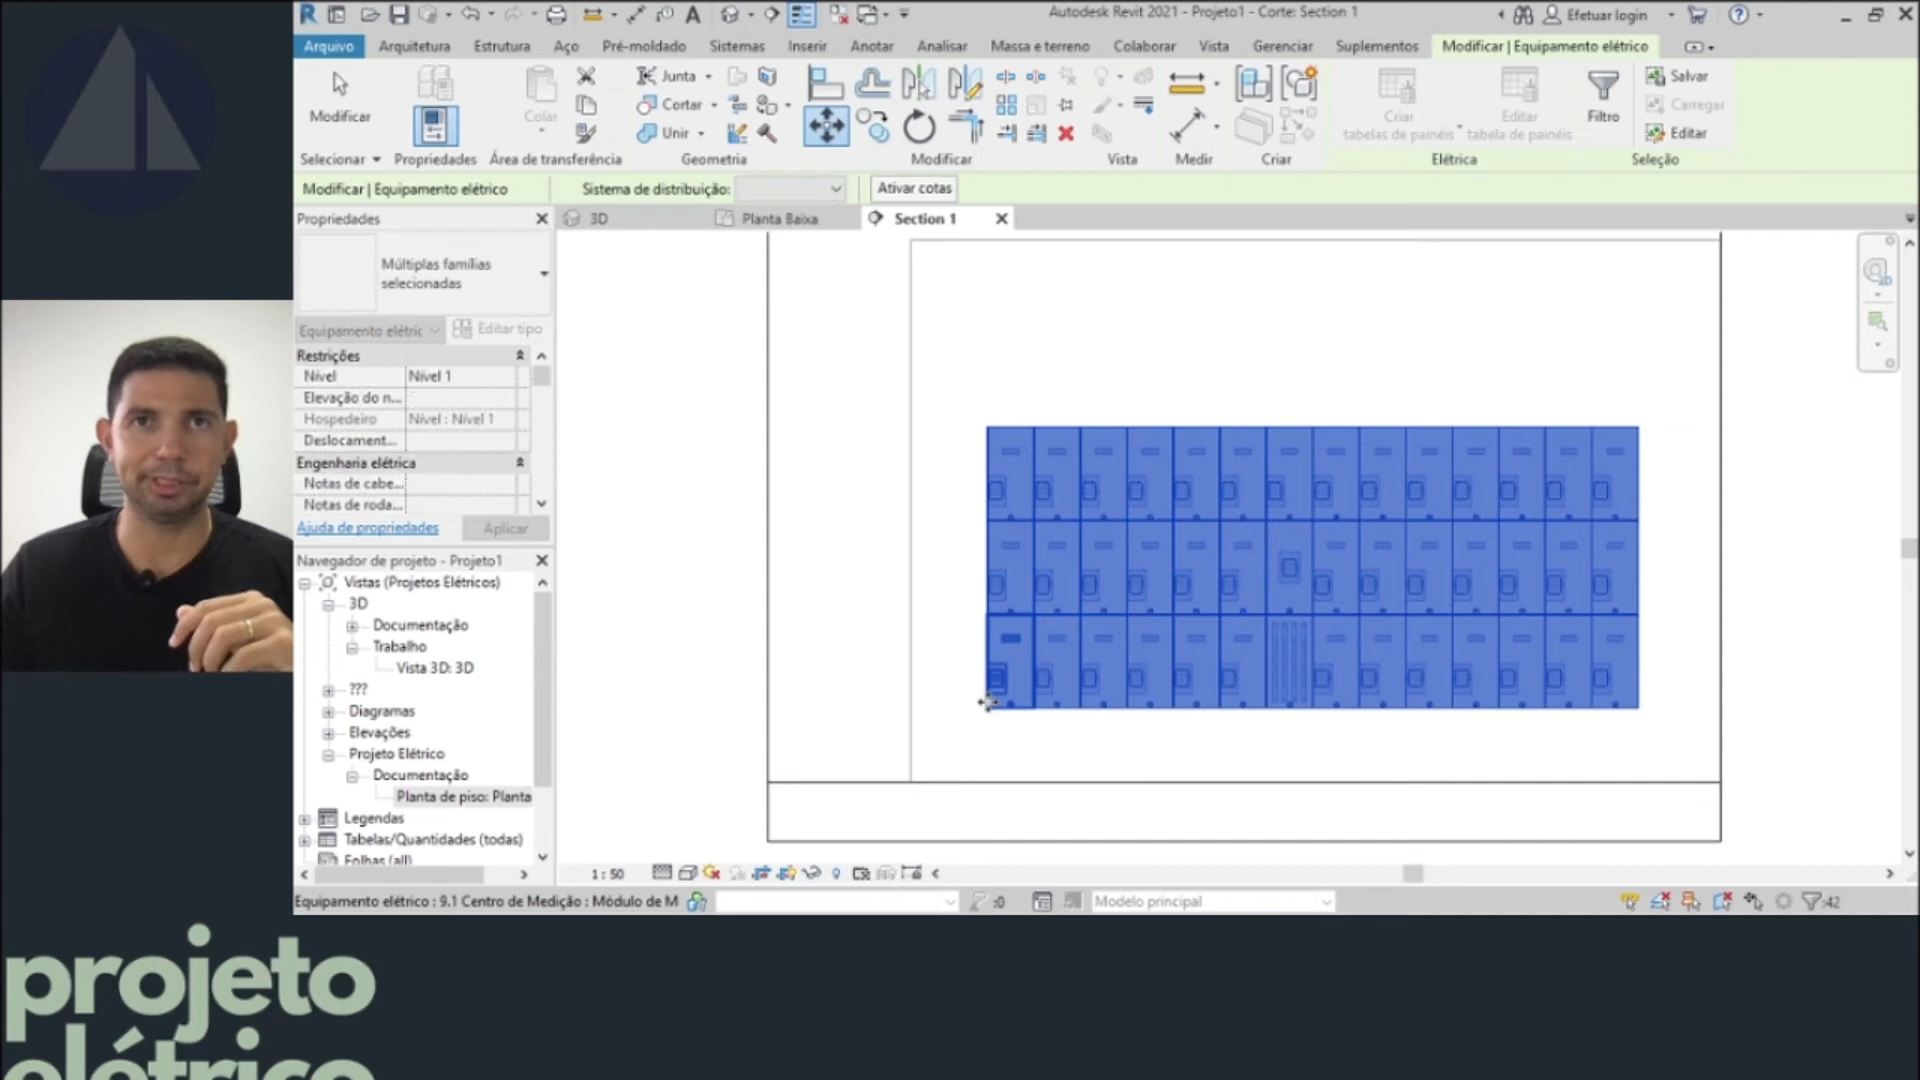 Autodesk Revit 2021 - Projeto1 - Corte: Section 1
Efetuar login
Arquivo
Arquitetura
Estrutura
Aço
Pré-moldado
Sistemas
Inserir
Anotar
Analisar
Massa e terreno
Colaborar
Vista
Gerenciar
Suplementos
Modificar | Equipamento elétrico
Modificar
Colar
Junta
Cortar
Unir
Criar
tabelas de painéis
Editar
tabela de painéis
Filtro
Salvar
Carregar
Editar
Selecionar
Propriedades
Área de transferência
Geometria
Modificar
Vista
Medir
Criar
Elétrica
Seleção
Modificar | Equipamento elétrico
Sistema de distribuição:
Ativar cotas
Propriedades
3D
Planta Baixa
Section 1
Múltiplas famílias
selecionadas
Equipamento elétric
Editar tipo
Restrições
Nível
Nível 1
Elevação do n...
Hospedeiro
Nível : Nível 1
Deslocament...
Engenharia elétrica
Notas de cabe...
Notas de roda...
Ajuda de propriedades
Aplicar
Navegador de projeto - Projeto1
Vistas (Projetos Elétricos)
3D
Documentação
Trabalho
Vista 3D: 3D
???
Diagramas
Elevações
Projeto Elétrico
Documentação
Planta de piso: Planta
Legendas
Tabelas/Quantidades (todas)
Folhas (all)
1 : 50
Equipamento elétrico : 9.1 Centro de Medição : Módulo de M
:0
Modelo principal
:42
projeto
elétrico